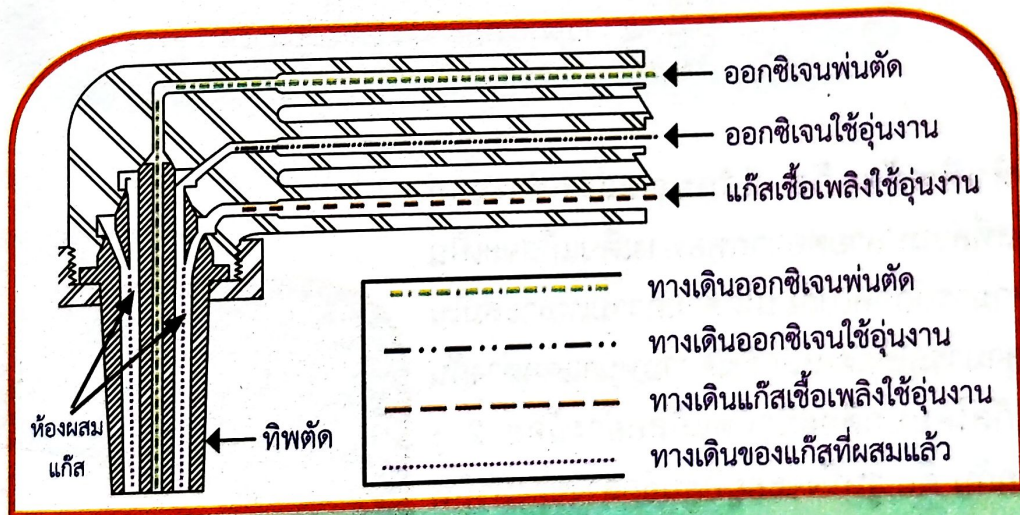 ออกซิเจนพ่นตัด
ออกซิเจนใช้อุ่นงาน
แก๊สเชื้อเพลิงใช้อุ่นงาน
ทางเดินออกซิเจนพ่นตัด
ทางเดินออกซิเจนใช้อุ่นงาน
ทางเดินแก๊สเชื้อเพลิงใช้อุ่นงาน
ทางเดินของแก๊สที่ผสมแล้ว
ห้องผสม
แก๊ส
ทิพตัด